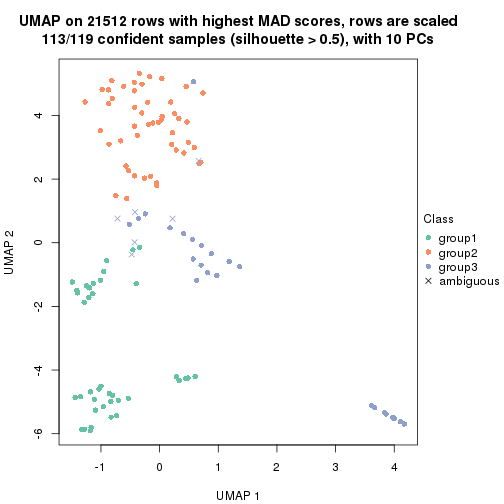 UMAP on 21512 rows with highest MAD scores, rows are scaled
113/119 confident samples (silhouette > 0.5), with 10 PCs
4
2
0
-2
-4
-6
UMAP 2
-1
0
1
2
3
4
UMAP 1
Class
group1
group2
group3
ambiguous